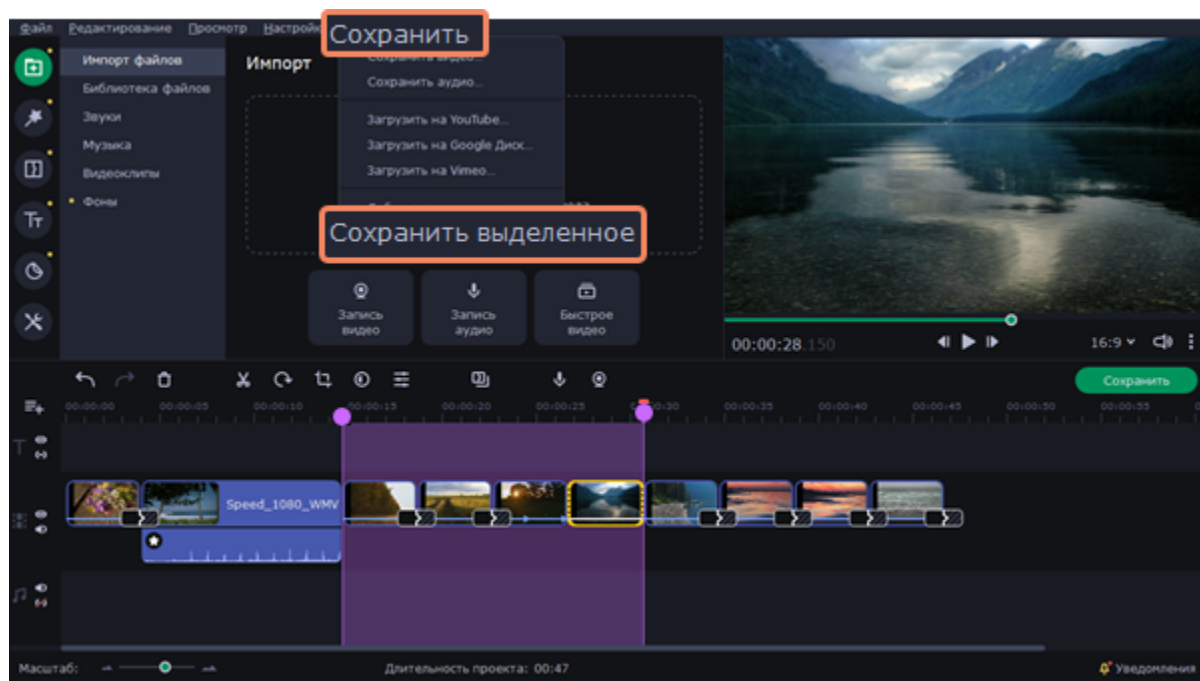 Файл Редактирование Просмотр Настройк
Сохранить
Импорт файлов
Библиотека файлов
Звуки
Музыка
Видеоклипы
Фоны
Импорт
Сохранить видео...
Сохранить аудио...
Загрузить на YouTube...
Загрузить на Google Диск...
Загрузить на Vimeo...
Сохранить выделенное
Запись видео
Запись аудио
Быстрое видео
00:00:28.150
16:9
Сохранить
00:00:00 00:00:05 00:00:10 00:00:15 00:00:20 00:00:25 00:00:35 00:00:40 00:00:45 00:00:50 00:00:55
Speed_1080_WMV
Масштаб:
Длительность проекта: 00:47
Уведомления